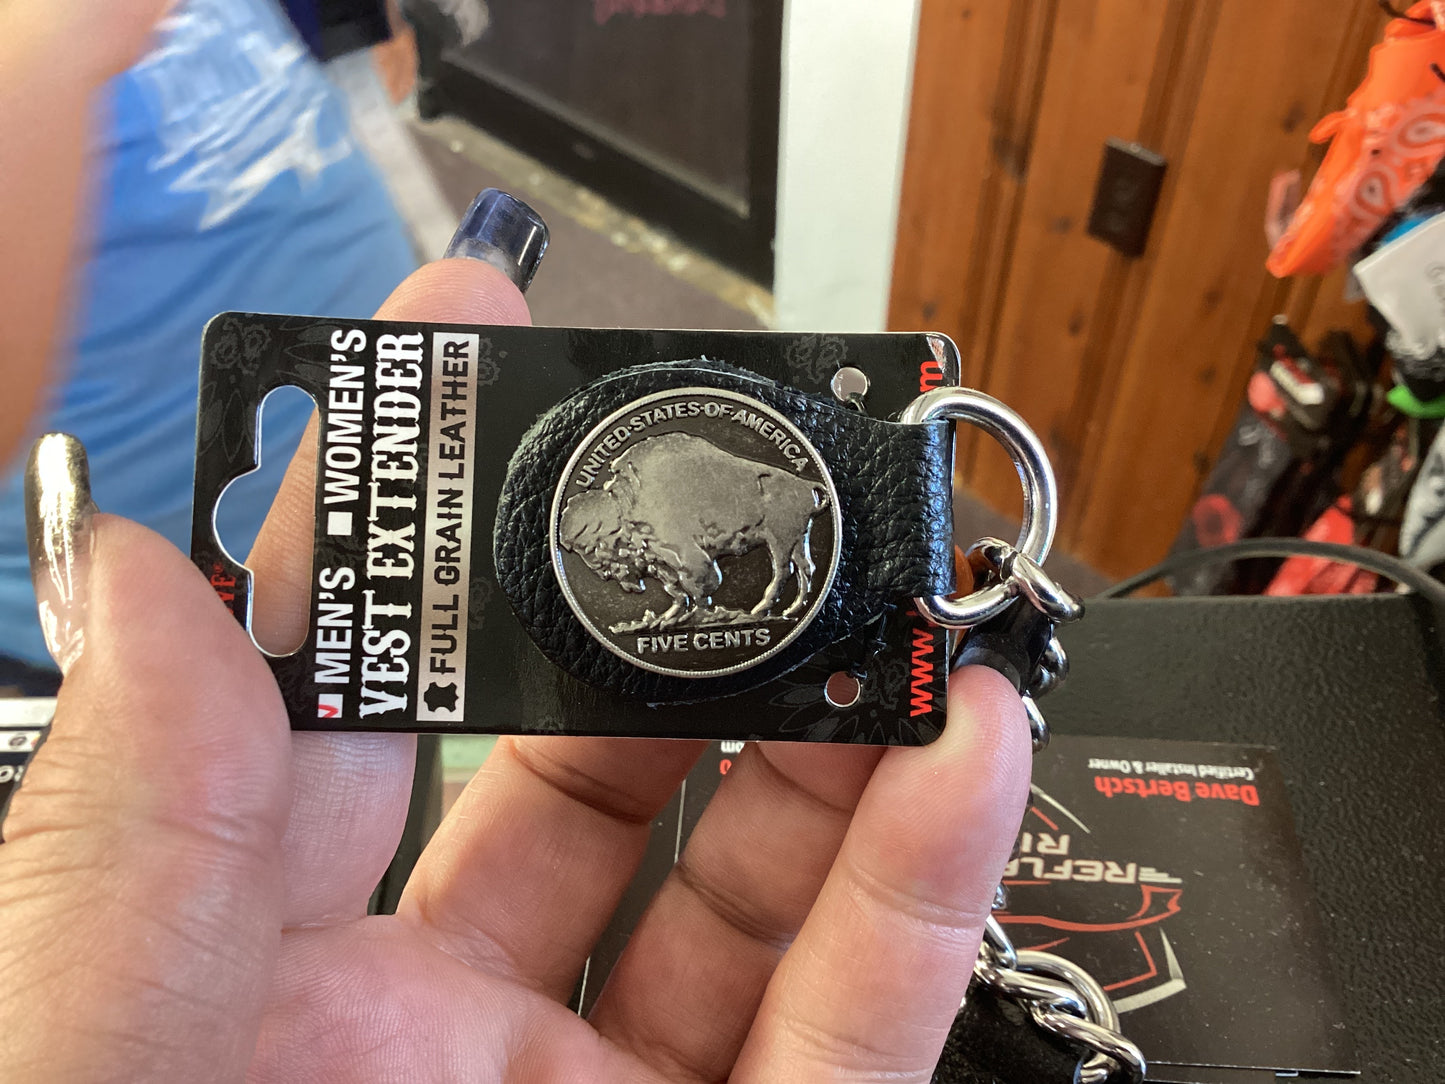 MEN'S WOMEN'S
VEST EXTENDER
FULL GRAIN LEATHER
UNITED·STATES·OF·AMERICA
FIVE CENTS
www.
Dave Bertsch
Certified Installer & Owner